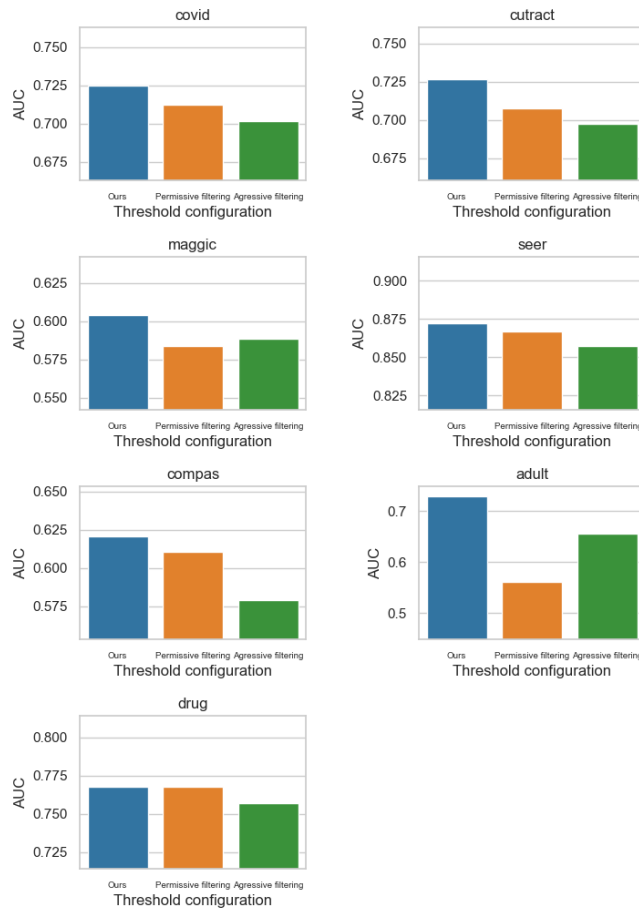 covid
0.750
0.725
0.700
0.675
AUC
Ours Permissive filtering Agressive filtering
Threshold configuration
cutract
0.750
0.725
0.700
0.675
AUC
Ours Permissive filtering Agressive filtering
Threshold configuration
maggic
0.625
0.600
0.575
0.550
AUC
Ours Permissive filtering Agressive filtering
Threshold configuration
seer
0.900
0.875
0.850
0.825
AUC
Ours Permissive filtering Agressive filtering
Threshold configuration
compas
0.650
0.625
0.600
0.575
AUC
Ours Permissive filtering Agressive filtering
Threshold configuration
adult
0.7
0.6
0.5
AUC
Ours Permissive filtering Agressive filtering
Threshold configuration
drug
0.800
0.775
0.750
0.725
AUC
Ours Permissive filtering Agressive filtering
Threshold configuration